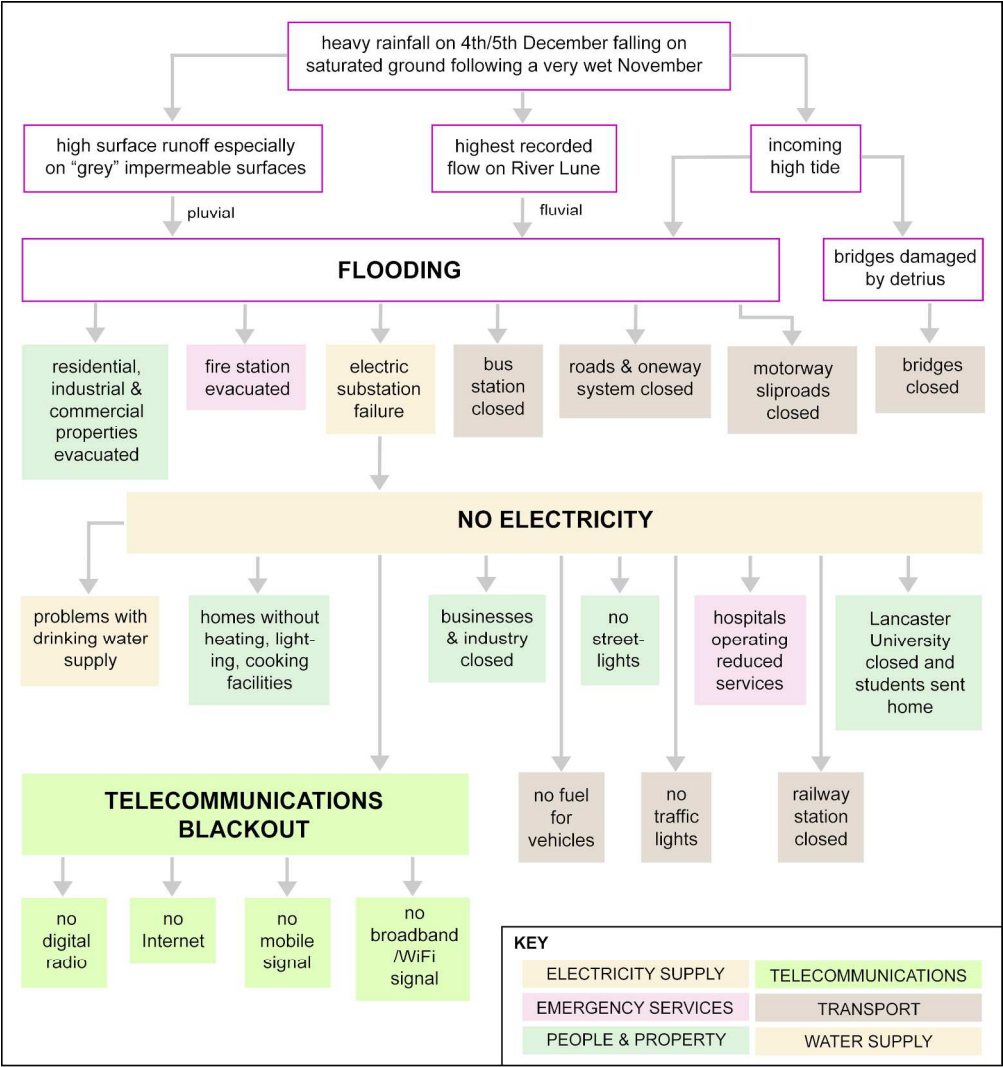 heavy rainfall on 4th/5th December falling on
saturated ground following a very wet November
high surface runoff especially
on “grey” impermeable surfaces
highest recorded
flow on River Lune
incoming
high tide
pluvial
fluvial
FLOODING
bridges damaged
by detrius
residential,
industrial &
commercial
properties
evacuated
fire station
evacuated
electric
substation
failure
bus
station
closed
roads & oneway
system closed
motorway
sliproads
closed
bridges
closed
NO ELECTRICITY
problems with
drinking water
supply
homes without
heating, light-
ing, cooking
facilities
businesses
& industry
closed
no
street-
lights
hospitals
operating
reduced
services
Lancaster
University
closed and
students sent
home
TELECOMMUNICATIONS
BLACKOUT
no fuel
for
vehicles
no
traffic
lights
railway
station
closed
no
digital
radio
no
Internet
no
mobile
signal
no
broadband
/WiFi
signal
KEY
ELECTRICITY SUPPLY
TELECOMMUNICATIONS
EMERGENCY SERVICES
TRANSPORT
PEOPLE & PROPERTY
WATER SUPPLY